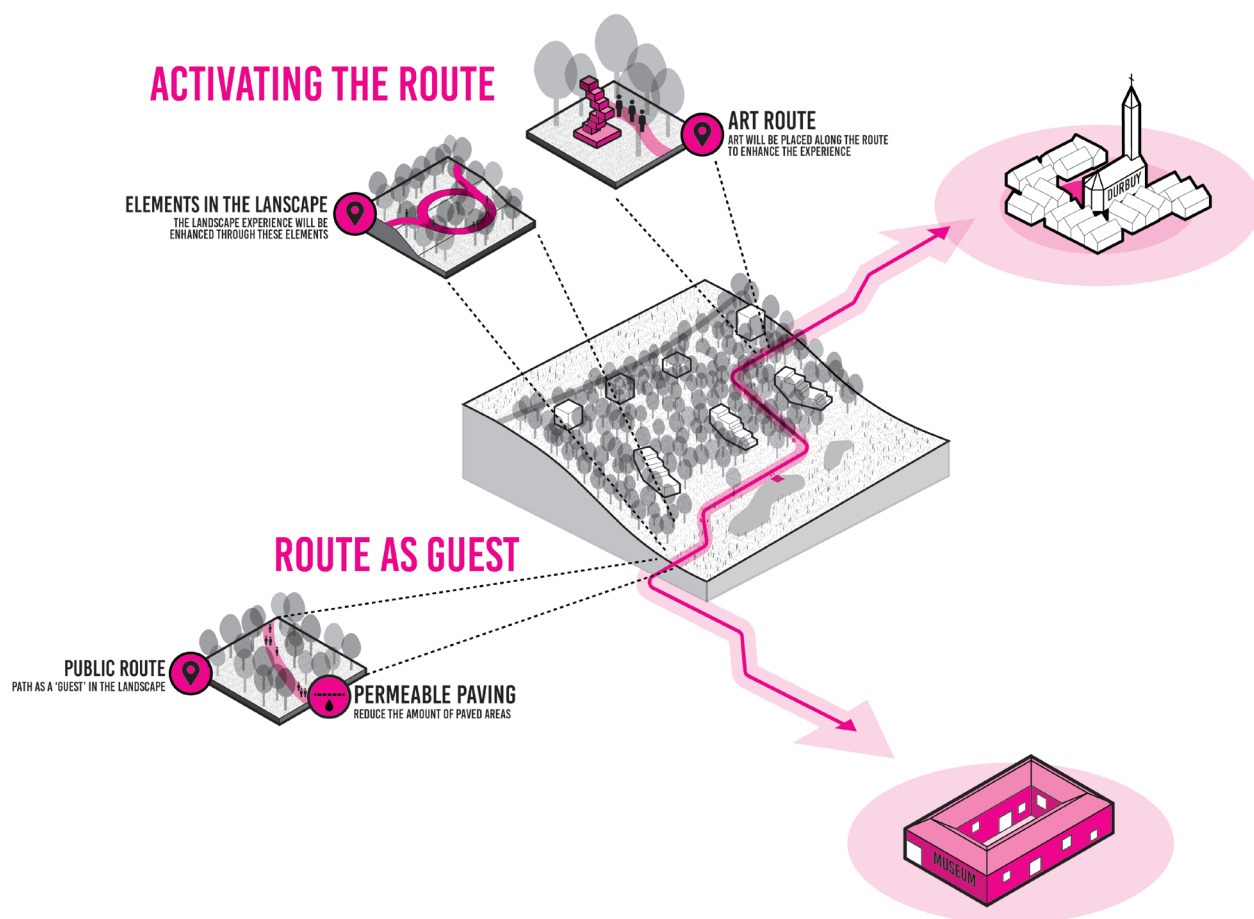 ACTIVATING THE ROUTE
ART ROUTE
ART WILL BE PLACED ALONG THE ROUTE
TO ENHANCE THE EXPERIENCE
ELEMENTS IN THE LANSCAPE
THE LANDSCAPE EXPERIENCE WILL BE
ENHANCED THROUGH THESE ELEMENTS
DURBUY
ROUTE AS GUEST
PUBLIC ROUTE
PATH AS A 'GUEST' IN THE LANDSCAPE
PERMEABLE PAVING
REDUCE THE AMOUNT OF PAVED AREAS
MUSEUM